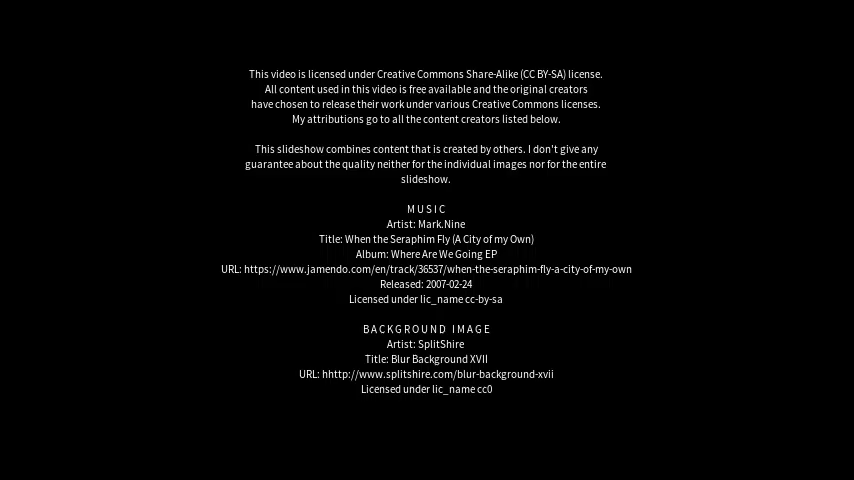 This video is licensed under Creative Commons Share-Alike (CC BY-SA) license.
All content used in this video is free available and the original creators
have chosen to release their work under various Creative Commons licenses.
My attributions go to all the content creators listed below.
This slideshow combines content that is created by others. I don't give any
guarantee about the quality neither for the individual images nor for the entire
slideshow.
MUSIC
Artist: Mark.Nine
Title: When the Seraphim Fly (A City of my Own)
Album: Where Are We Going EP
URL: https://www.jamendo.com/en/track/36537/when-the-seraphim-fly-a-city-of-my-own
Released: 2007-02-24
Licensed under lic_name cc-by-sa
BACKGROUND IMAGE
Artist: SplitShire
Title: Blur Background XVII
URL: hhttp://www.splitshire.com/blur-background-xvii
Licensed under lic_name cc0